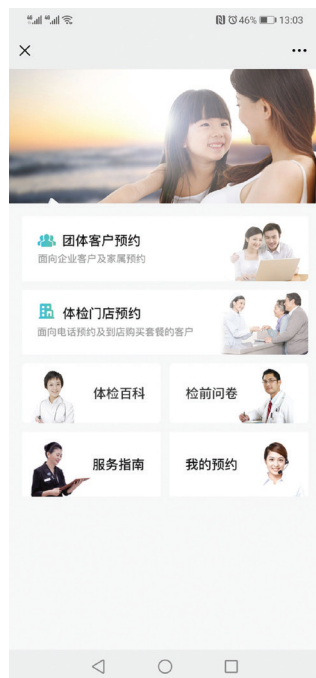 46% 13:03
团体客户预约
面向企业客户及家属预约
体检门店预约
面向电话预约及到店购买套餐的客户
体检百科
检前问卷
服务指南
我的预约